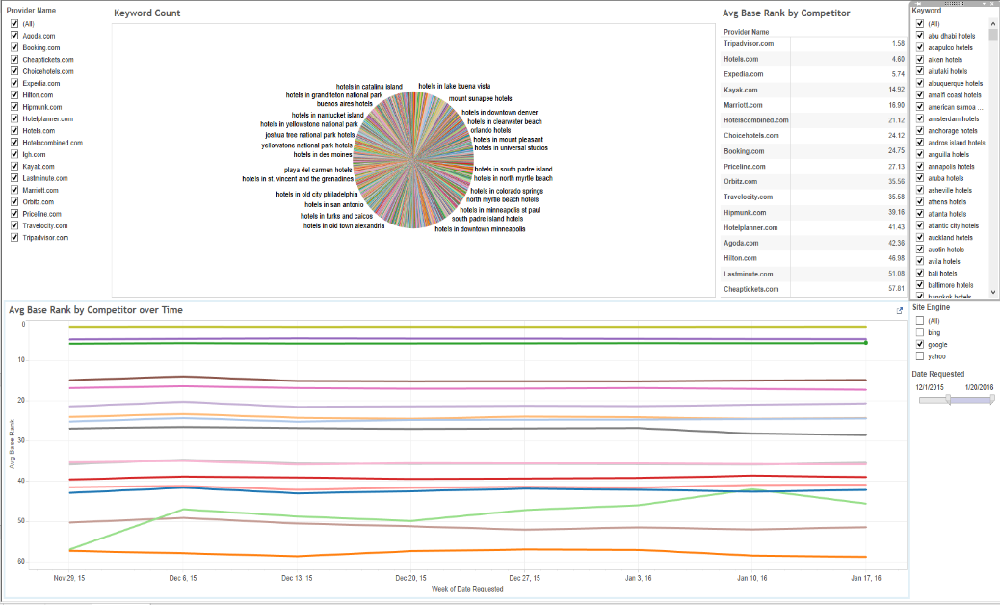 Provider Name
(All)
Agoda.com
Booking.com
Cheaptickets.com
Choicehotels.com
Expedia.com
Hilton.com
Hipmunk.com
Hotelplanner.com
Hotels.com
Hotelscombined.com
Ihg.com
Kayak.com
Lastminute.com
Marriott.com
Orbitz.com
Priceline.com
Travelocity.com
Tripadvisor.com
Keyword Count
hotels in catalina island
hotels in grand teton national park
buenos aires hotels
hotels in nantucket island
hotels in yellowstone national park
joshua tree national park hotels
yellowstone national park hotels
hotels in des moines
playa del carmen hotels
hotels in st. vincent and the grenadines
hotels in old city philadelphia
hotels in san antonio
hotels in turks and caicos
hotels in old town alexandria
hotels in lake buena vista
mount sunapee hotels
hotels in downtown denver
hotels in clearwater beach
orlando hotels
hotels in mount pleasant
hotels in universal studios
hotels in south padre island
hotels in north myrtle beach
hotels in colorado springs
north myrtle beach hotels
hotels in minneapolis st paul
south padre island hotels
hotels in downtown minneapolis
Avg Base Rank by Competitor
Provider Name
Tripadvisor.com 1.58
Hotels.com 4.60
Expedia.com 5.74
Kayak.com 14.92
Marriott.com 16.90
Hotelscombined.com 21.12
Choicehotels.com 24.12
Booking.com 24.75
Priceline.com 27.13
Orbitz.com 35.56
Travelocity.com 35.58
Hipmunk.com 39.16
Hotelplanner.com 41.43
Agoda.com 42.36
Hilton.com 46.98
Lastminute.com 51.08
Cheaptickets.com 57.81
Keyword
(All)
abu dhabi hotels
acapulco hotels
aiken hotels
aitutaki hotels
albuquerque hotels
amalfi coast hotels
american samoa ...
amsterdam hotels
anchorage hotels
andros island hotels
anguilla hotels
annapolis hotels
aruba hotels
asheville hotels
athens hotels
atlanta hotels
atlantic city hotels
auckland hotels
austin hotels
avila hotels
bali hotels
baltimore hotels
bangkok hotels
Site Engine
(All)
bing
google
yahoo
Date Requested
12/1/2015 1/20/2016
Avg Base Rank by Competitor over Time
Avg Base Rank
0
10
20
30
40
50
60
Nov 29, 15 Dec 6, 15 Dec 13, 15 Dec 20, 15 Dec 27, 15 Jan 3, 16 Jan 10, 16 Jan 17, 16
Week of Date Requested